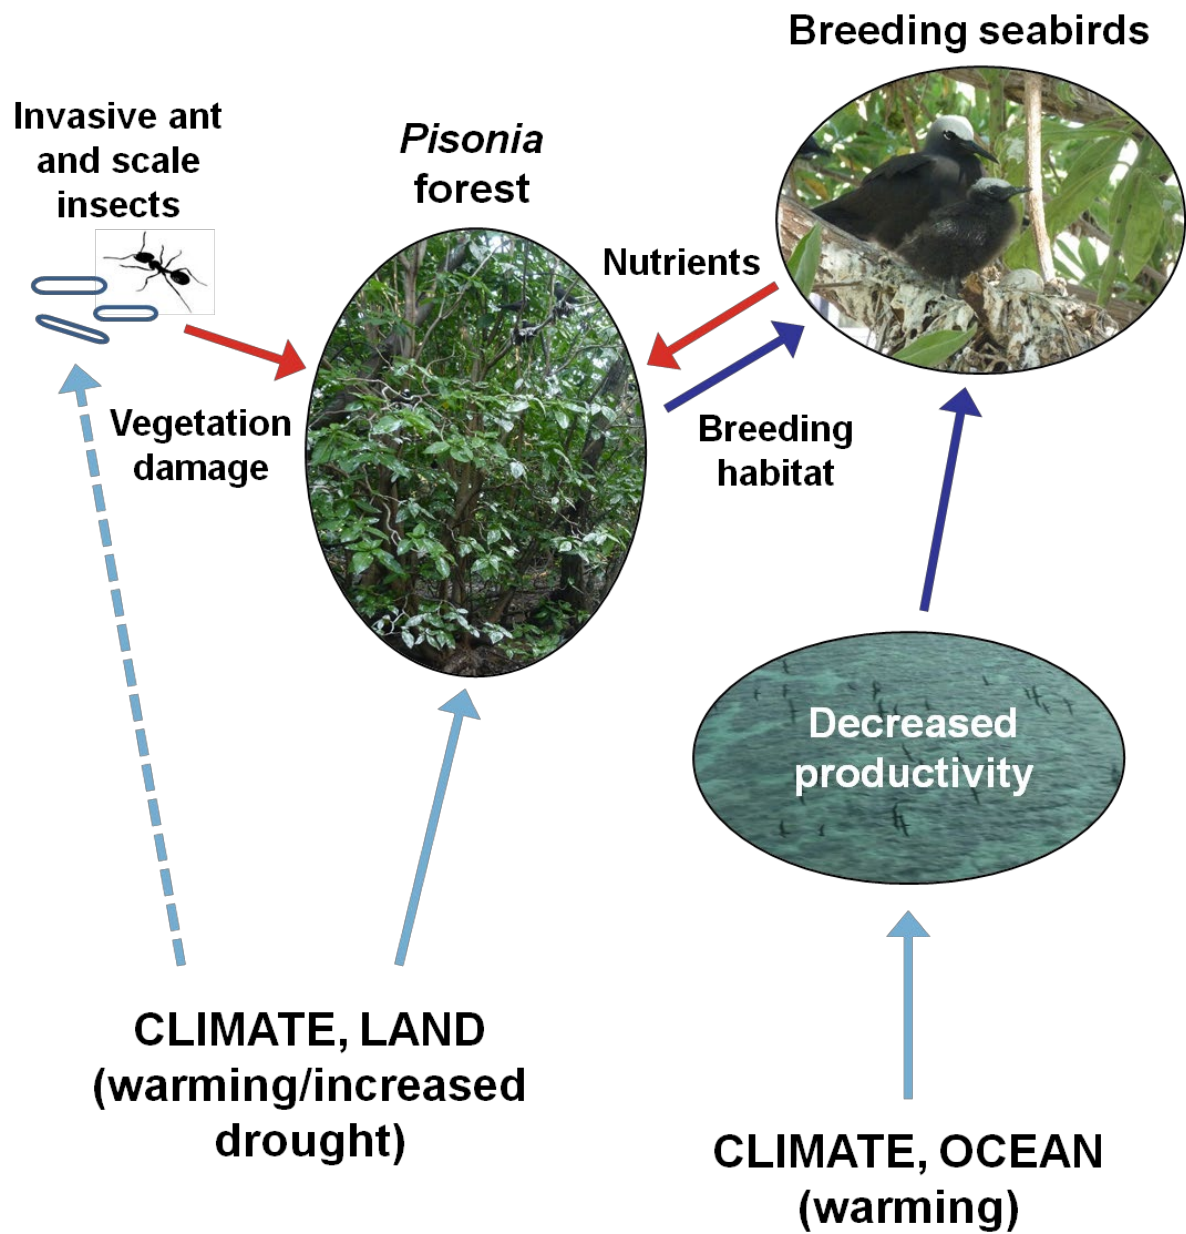 Breeding seabirds
Invasive ant
and scale
insects
Pisonia
forest
Nutrients
Vegetation
damage
Breeding
habitat
Decreased
productivity
CLIMATE, LAND
(warming/increased
drought)
CLIMATE, OCEAN
(warming)